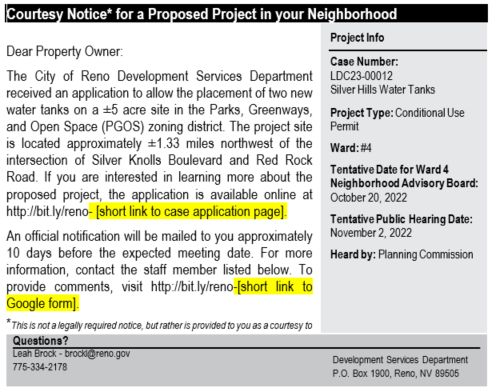 Courtesy Notice* for a Proposed Project in your Neighborhood
Dear Property Owner:
The City of Reno Development Services Department
received an application to allow the placement of two new
water tanks on a ±5 acre site in the Parks, Greenways,
and Open Space (PGOS) zoning district. The project site
is located approximately ±1.33 miles northwest of the
intersection of Silver Knolls Boulevard and Red Rock
Road. If you are interested in learning more about the
proposed project, the application is available online at
http://bit.ly/reno- [short link to case application page].
An official notification will be mailed to you approximately
10 days before the expected meeting date. For more
information, contact the staff member listed below. To
provide comments, visit http://bit.ly/reno-[short link to
Google form].
*This is not a legally required notice, but rather is provided to you as a courtesy to
Project Info
Case Number:
LDC23-00012
Silver Hills Water Tanks
Project Type: Conditional Use
Permit
Ward: #4
Tentative Date for Ward 4
Neighborhood Advisory Board:
October 20, 2022
Tentative Public Hearing Date:
November 2, 2022
Heard by: Planning Commission
Questions?
Leah Brock - brockl@reno.gov
775-334-2178
Development Services Department
P.O. Box 1900, Reno, NV 89505